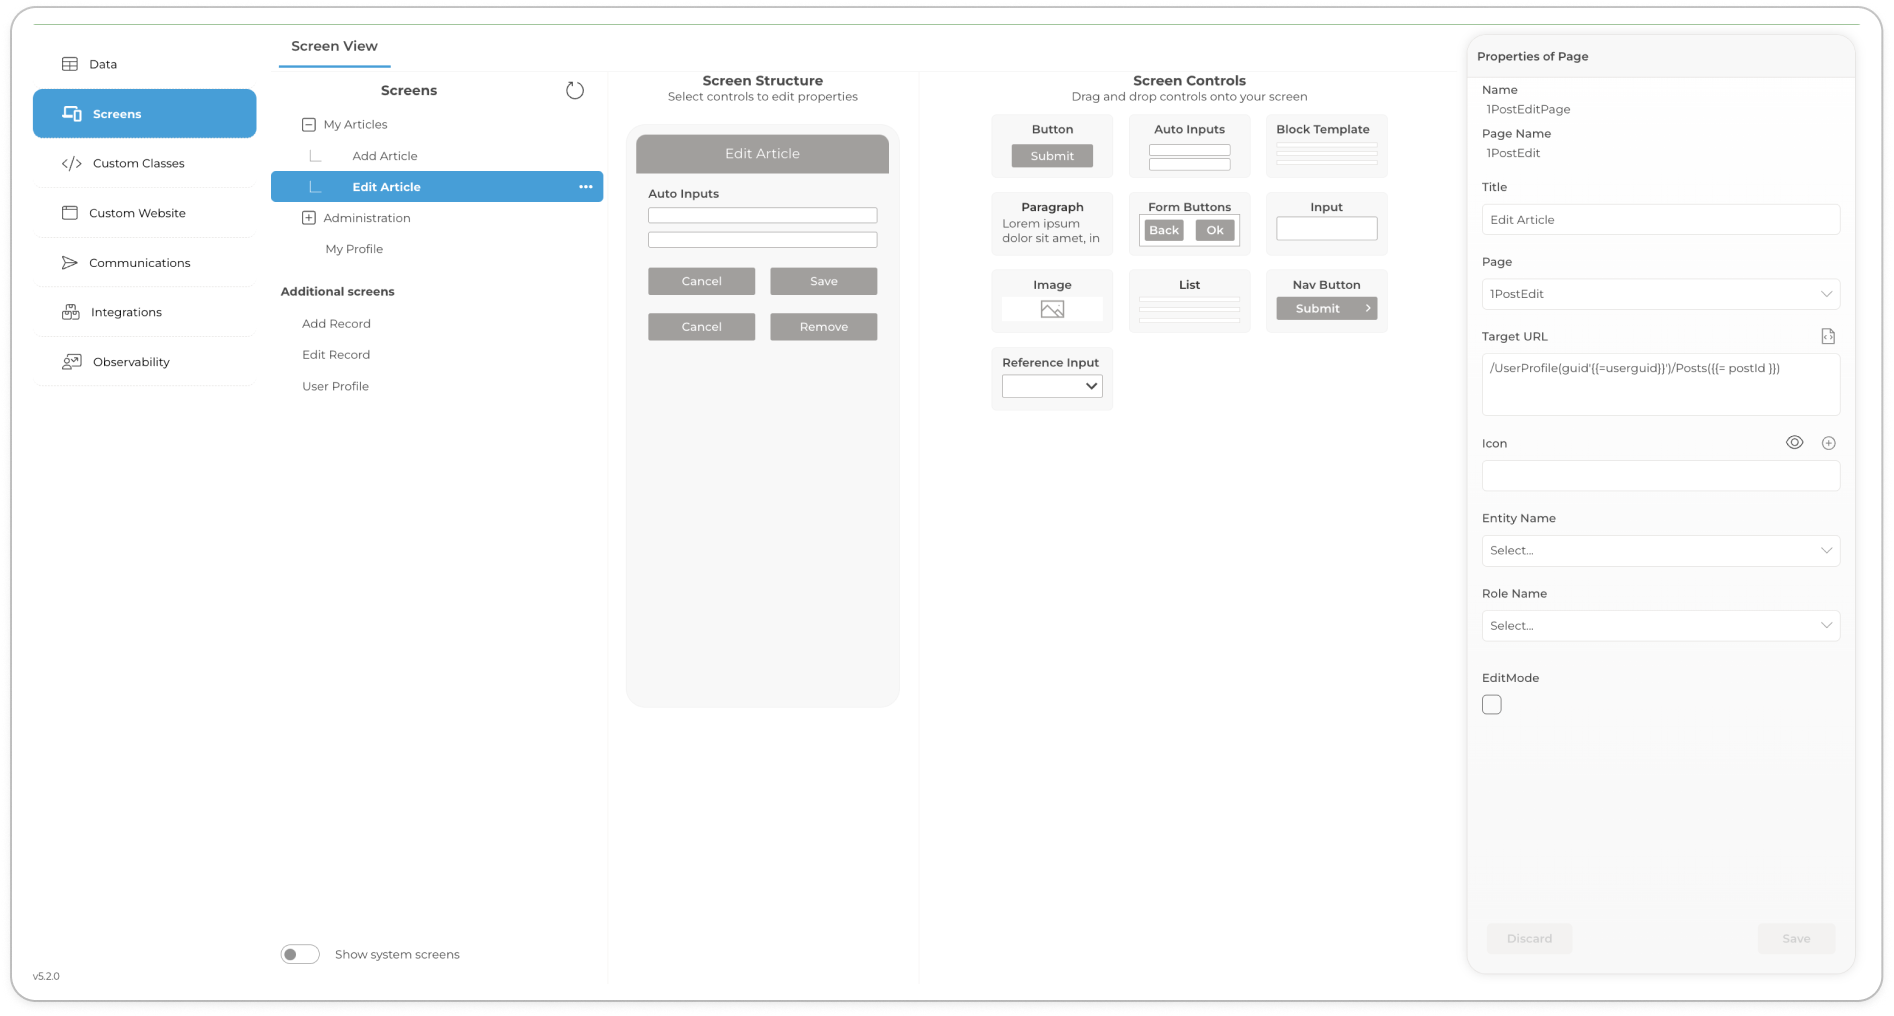 Data
Screens
Custom Classes
Custom Website
Communications
Integrations
Observability
v5.2.0
Screen View
Screens
My Articles
Add Article
Edit Article
Administration
My Profile
Additional screens
Add Record
Edit Record
User Profile
Show system screens
Screen Structure
Select controls to edit properties
Edit Article
Auto Inputs
Cancel Save
Cancel Remove
Screen Controls
Drag and drop controls onto your screen
Button
Submit
Auto Inputs
Block Template
Paragraph
Lorem ipsum
dolor sit amet, in
Form Buttons
Back Ok
Input
Image
List
Nav Button
Submit
Reference Input
Properties of Page
Name
1PostEditPage
Page Name
1PostEdit
Title
Edit Article
Page
1PostEdit
Target URL
/UserProfile(guid'{{=userguid}}')/Posts({{= postId }})
Icon
Entity Name
Select...
Role Name
Select...
EditMode
Discard Save